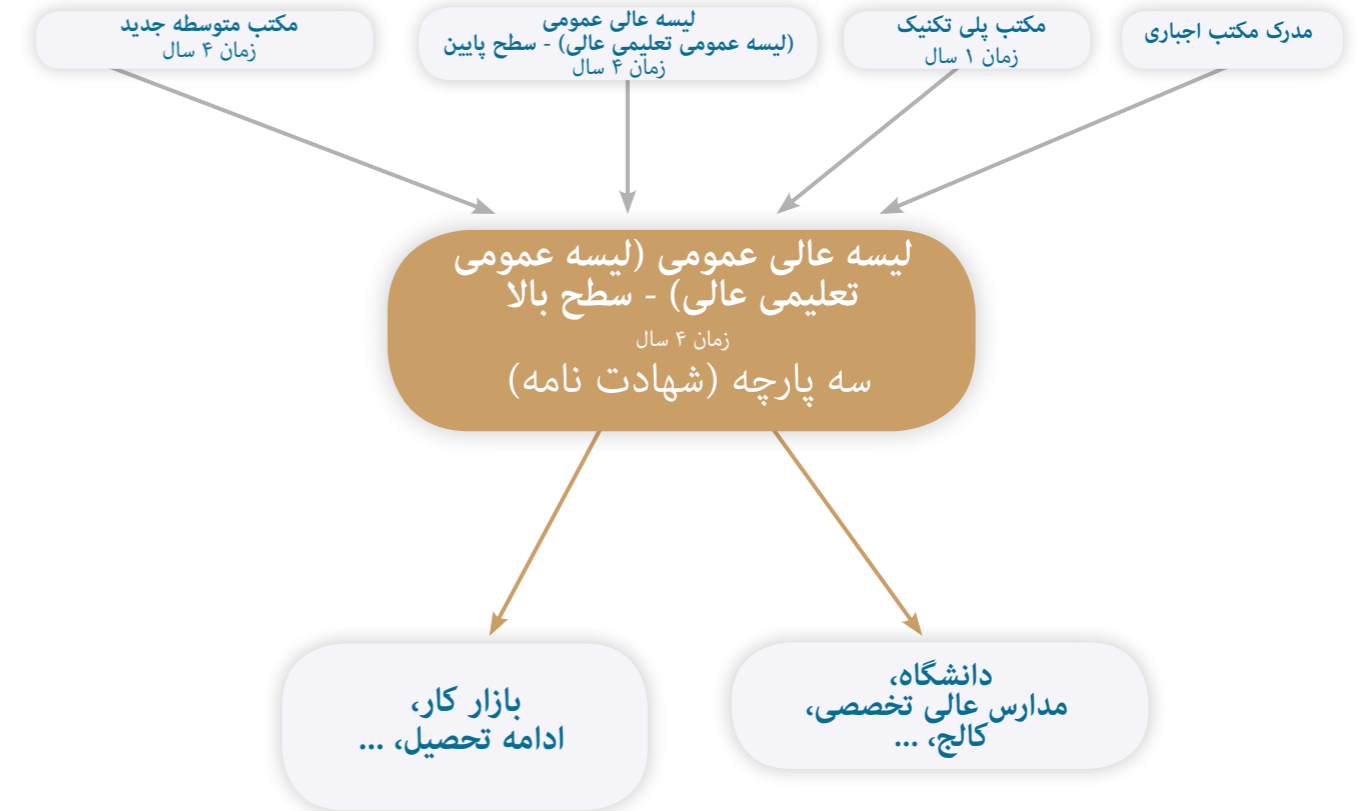 مدرک مکتب اجباری
مکتب پلی تکنیک
زمان ۱ سال
لیسه عالی عمومی
(لیسه عمومی تعلیمی عالی) - سطح پایین
زمان ۴ سال
مکتب متوسطه جدید
زمان ۴ سال
لیسه عالی عمومی (لیسه عمومی
تعلیمی عالی) - سطح بالا
زمان ۴ سال
سه پارچه (شهادت نامه)
دانشگاه،
مدارس عالی تخصصی،
کالج، ...
بازار کار،
ادامه تحصیل، ...